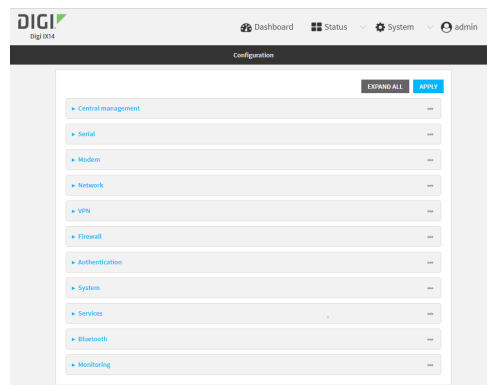 DIGI
Digi IX14
Dashboard Status System admin
Configuration
EXPAND ALL APPLY
Central management
Serial
Modem
Network
VPN
Firewall
Authentication
System
Services
Bluetooth
Monitoring